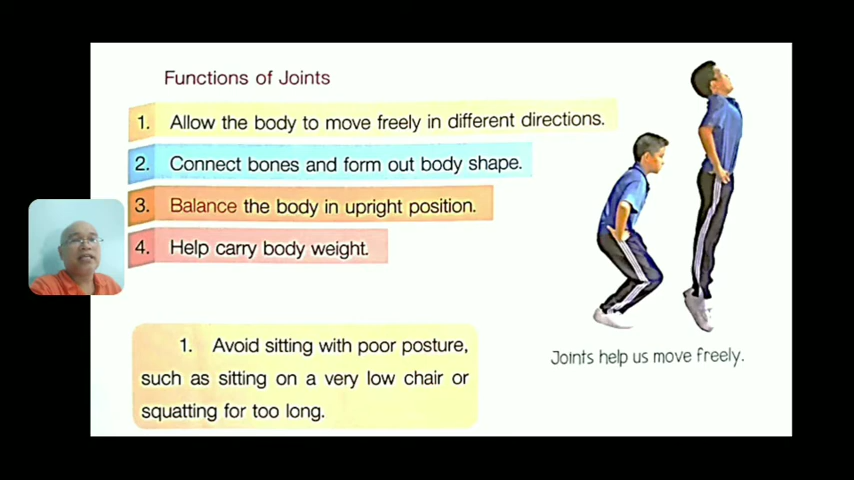 Functions of Joints
1. Allow the body to move freely in different directions.
2. Connect bones and form out body shape.
3. Balance the body in upright position.
4. Help carry body weight.
1. Avoid sitting with poor posture,
such as sitting on a very low chair or
squatting for too long.
Joints help us move freely.